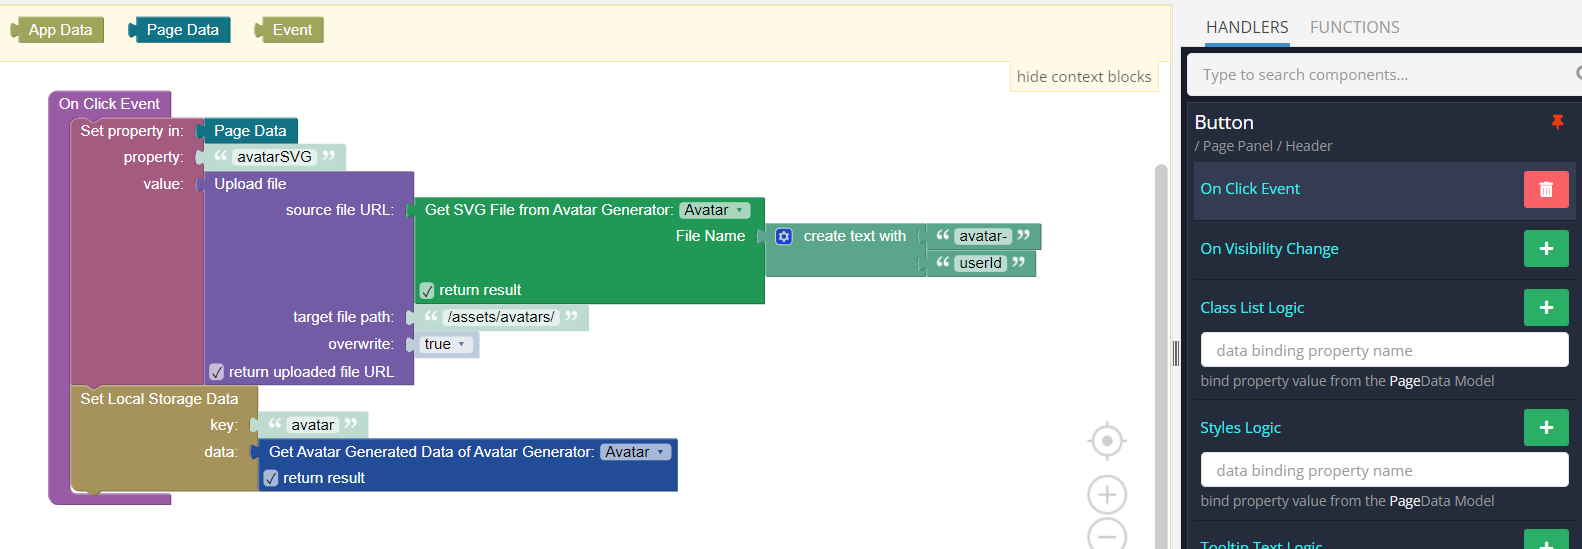 App Data
Page Data
Event
hide context blocks
On Click Event
Set property in: Page Data
property: “ avatarSVG ”
value: Upload file
source file URL: Get SVG File from Avatar Generator: Avatar
File Name create text with “ avatar- ”
“ userId ”
return result
target file path: “ /assets/avatars/ ”
overwrite: true
return uploaded file URL
Set Local Storage Data
key: “ avatar ”
data: Get Avatar Generated Data of Avatar Generator: Avatar
return result
HANDLERS FUNCTIONS
Type to search components...
Button
/ Page Panel / Header
On Click Event
On Visibility Change
Class List Logic
data binding property name
bind property value from the PageData Model
Styles Logic
data binding property name
bind property value from the PageData Model
Tooltip Text Logic